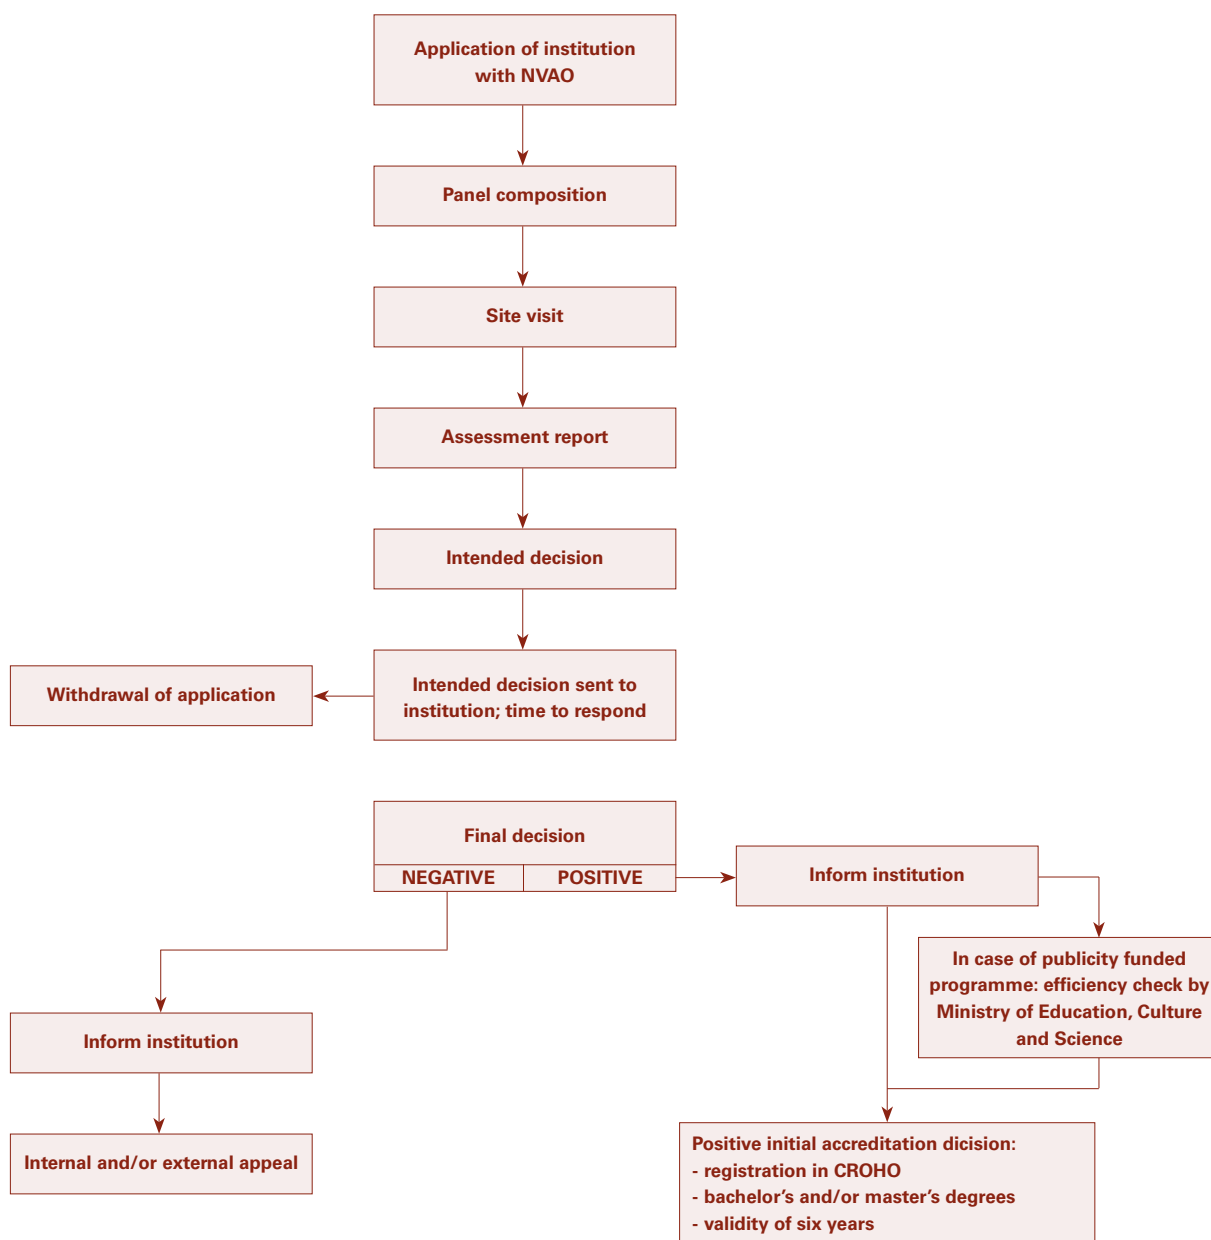 Application of institution
with NVAO
Panel composition
Site visit
Assessment report
Intended decision
Withdrawal of application
Intended decision sent to
institution; time to respond
Final decision
NEGATIVE
POSITIVE
Inform institution
In case of publicity funded
programme: efficiency check by
Ministry of Education, Culture
and Science
Inform institution
Internal and/or external appeal
Positive initial accreditation dicision:
- registration in CROHO
- bachelor's and/or master's degrees
- validity of six years